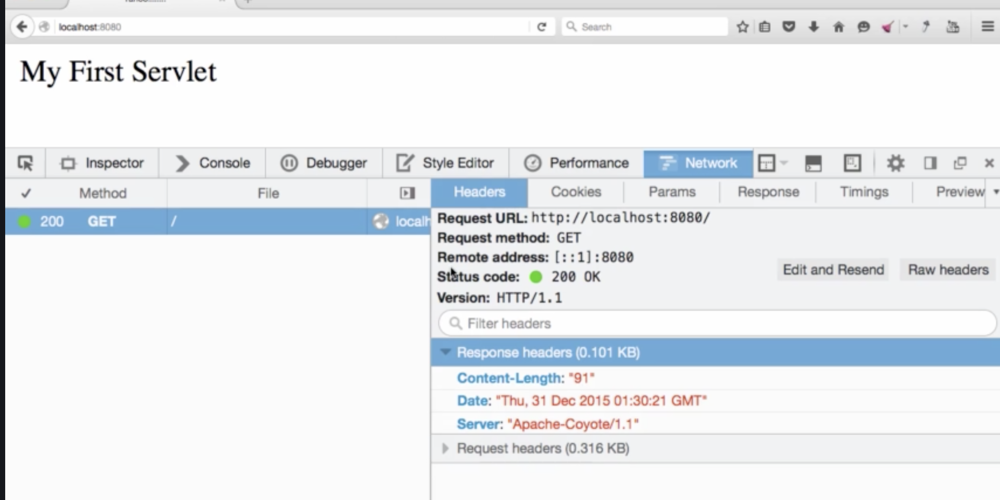 localhost:8080
Search
My First Servlet
Inspector Console Debugger Style Editor Performance Network
✓ Method File Headers Cookies Params Response Timings Preview
200 GET / localh
Request URL: http://localhost:8080/
Request method: GET
Remote address: [::1]:8080
Status code: 200 OK
Edit and Resend Raw headers
Version: HTTP/1.1
Filter headers
Response headers (0.101 KB)
Content-Length: "91"
Date: "Thu, 31 Dec 2015 01:30:21 GMT"
Server: "Apache-Coyote/1.1"
Request headers (0.316 KB)